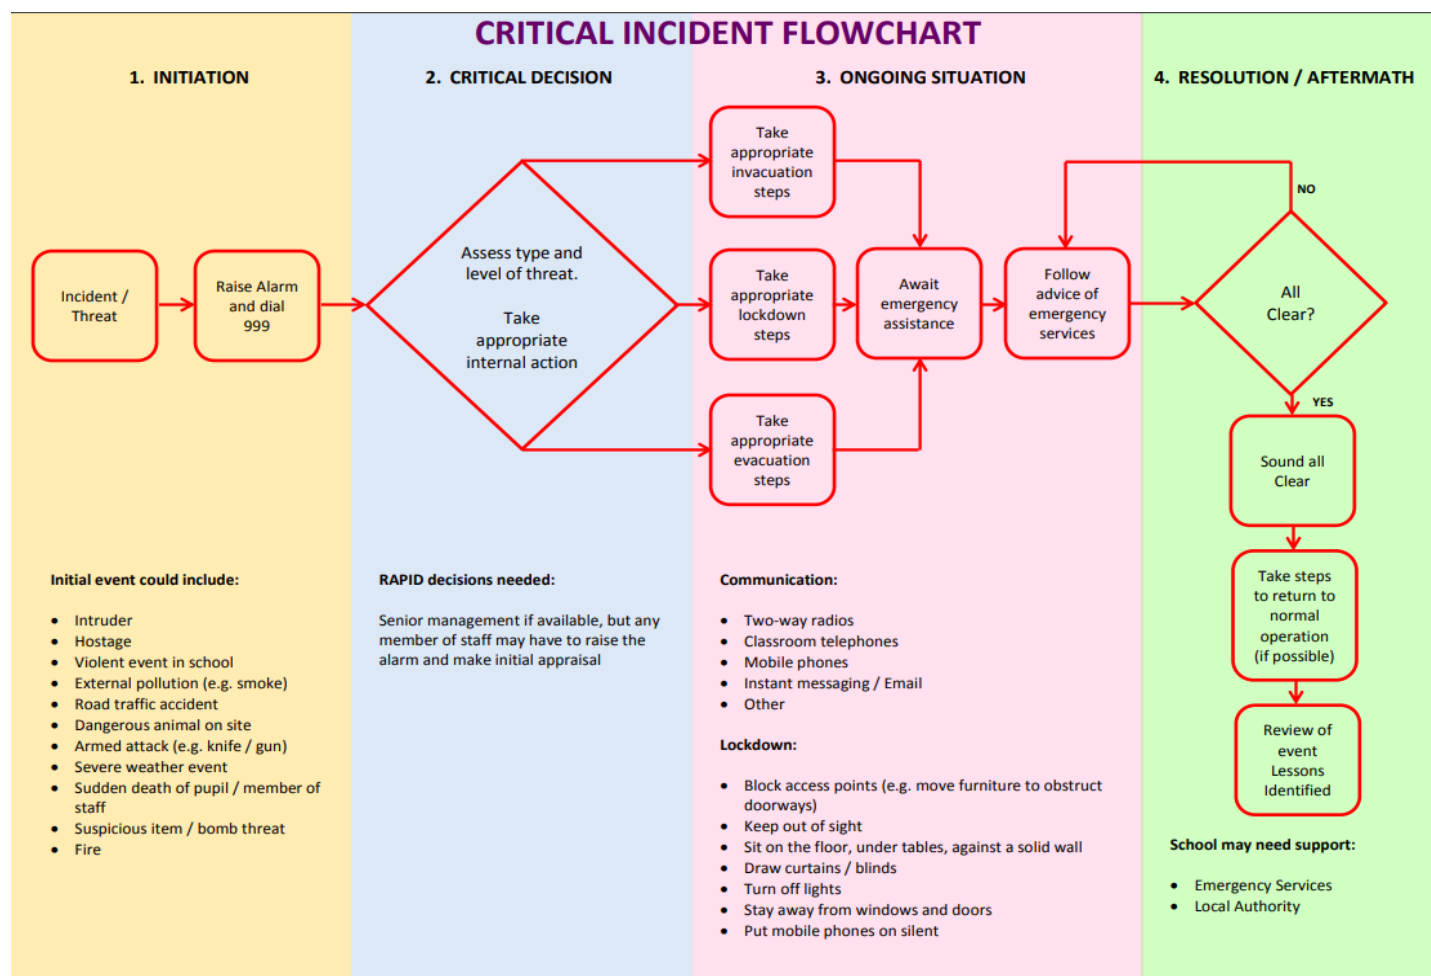 CRITICAL INCIDENT FLOWCHART
1. INITIATION
2. CRITICAL DECISION
3. ONGOING SITUATION
4. RESOLUTION / AFTERMATH
Incident /
Threat
Raise Alarm
and dial
999
Assess type and
level of threat.
Take
appropriate
internal action
Take
appropriate
invacuation
steps
Take
appropriate
lockdown
steps
Take
appropriate
evacuation
steps
Await
emergency
assistance
Follow
advice of
emergency
services
All
Clear?
NO
YES
Sound all
Clear
Take steps
to return to
normal
operation
(if possible)
Review of
event
Lessons
Identified
Initial event could include:
• Intruder
• Hostage
• Violent event in school
• External pollution (e.g. smoke)
• Road traffic accident
• Dangerous animal on site
• Armed attack (e.g. knife / gun)
• Severe weather event
• Sudden death of pupil / member of
staff
• Suspicious item / bomb threat
• Fire
RAPID decisions needed:
Senior management if available, but any
member of staff may have to raise the
alarm and make initial appraisal
Communication:
• Two-way radios
• Classroom telephones
• Mobile phones
• Instant messaging / Email
• Other
Lockdown:
• Block access points (e.g. move furniture to obstruct
doorways)
• Keep out of sight
• Sit on the floor, under tables, against a solid wall
• Draw curtains / blinds
• Turn off lights
• Stay away from windows and doors
• Put mobile phones on silent
School may need support:
• Emergency Services
• Local Authority